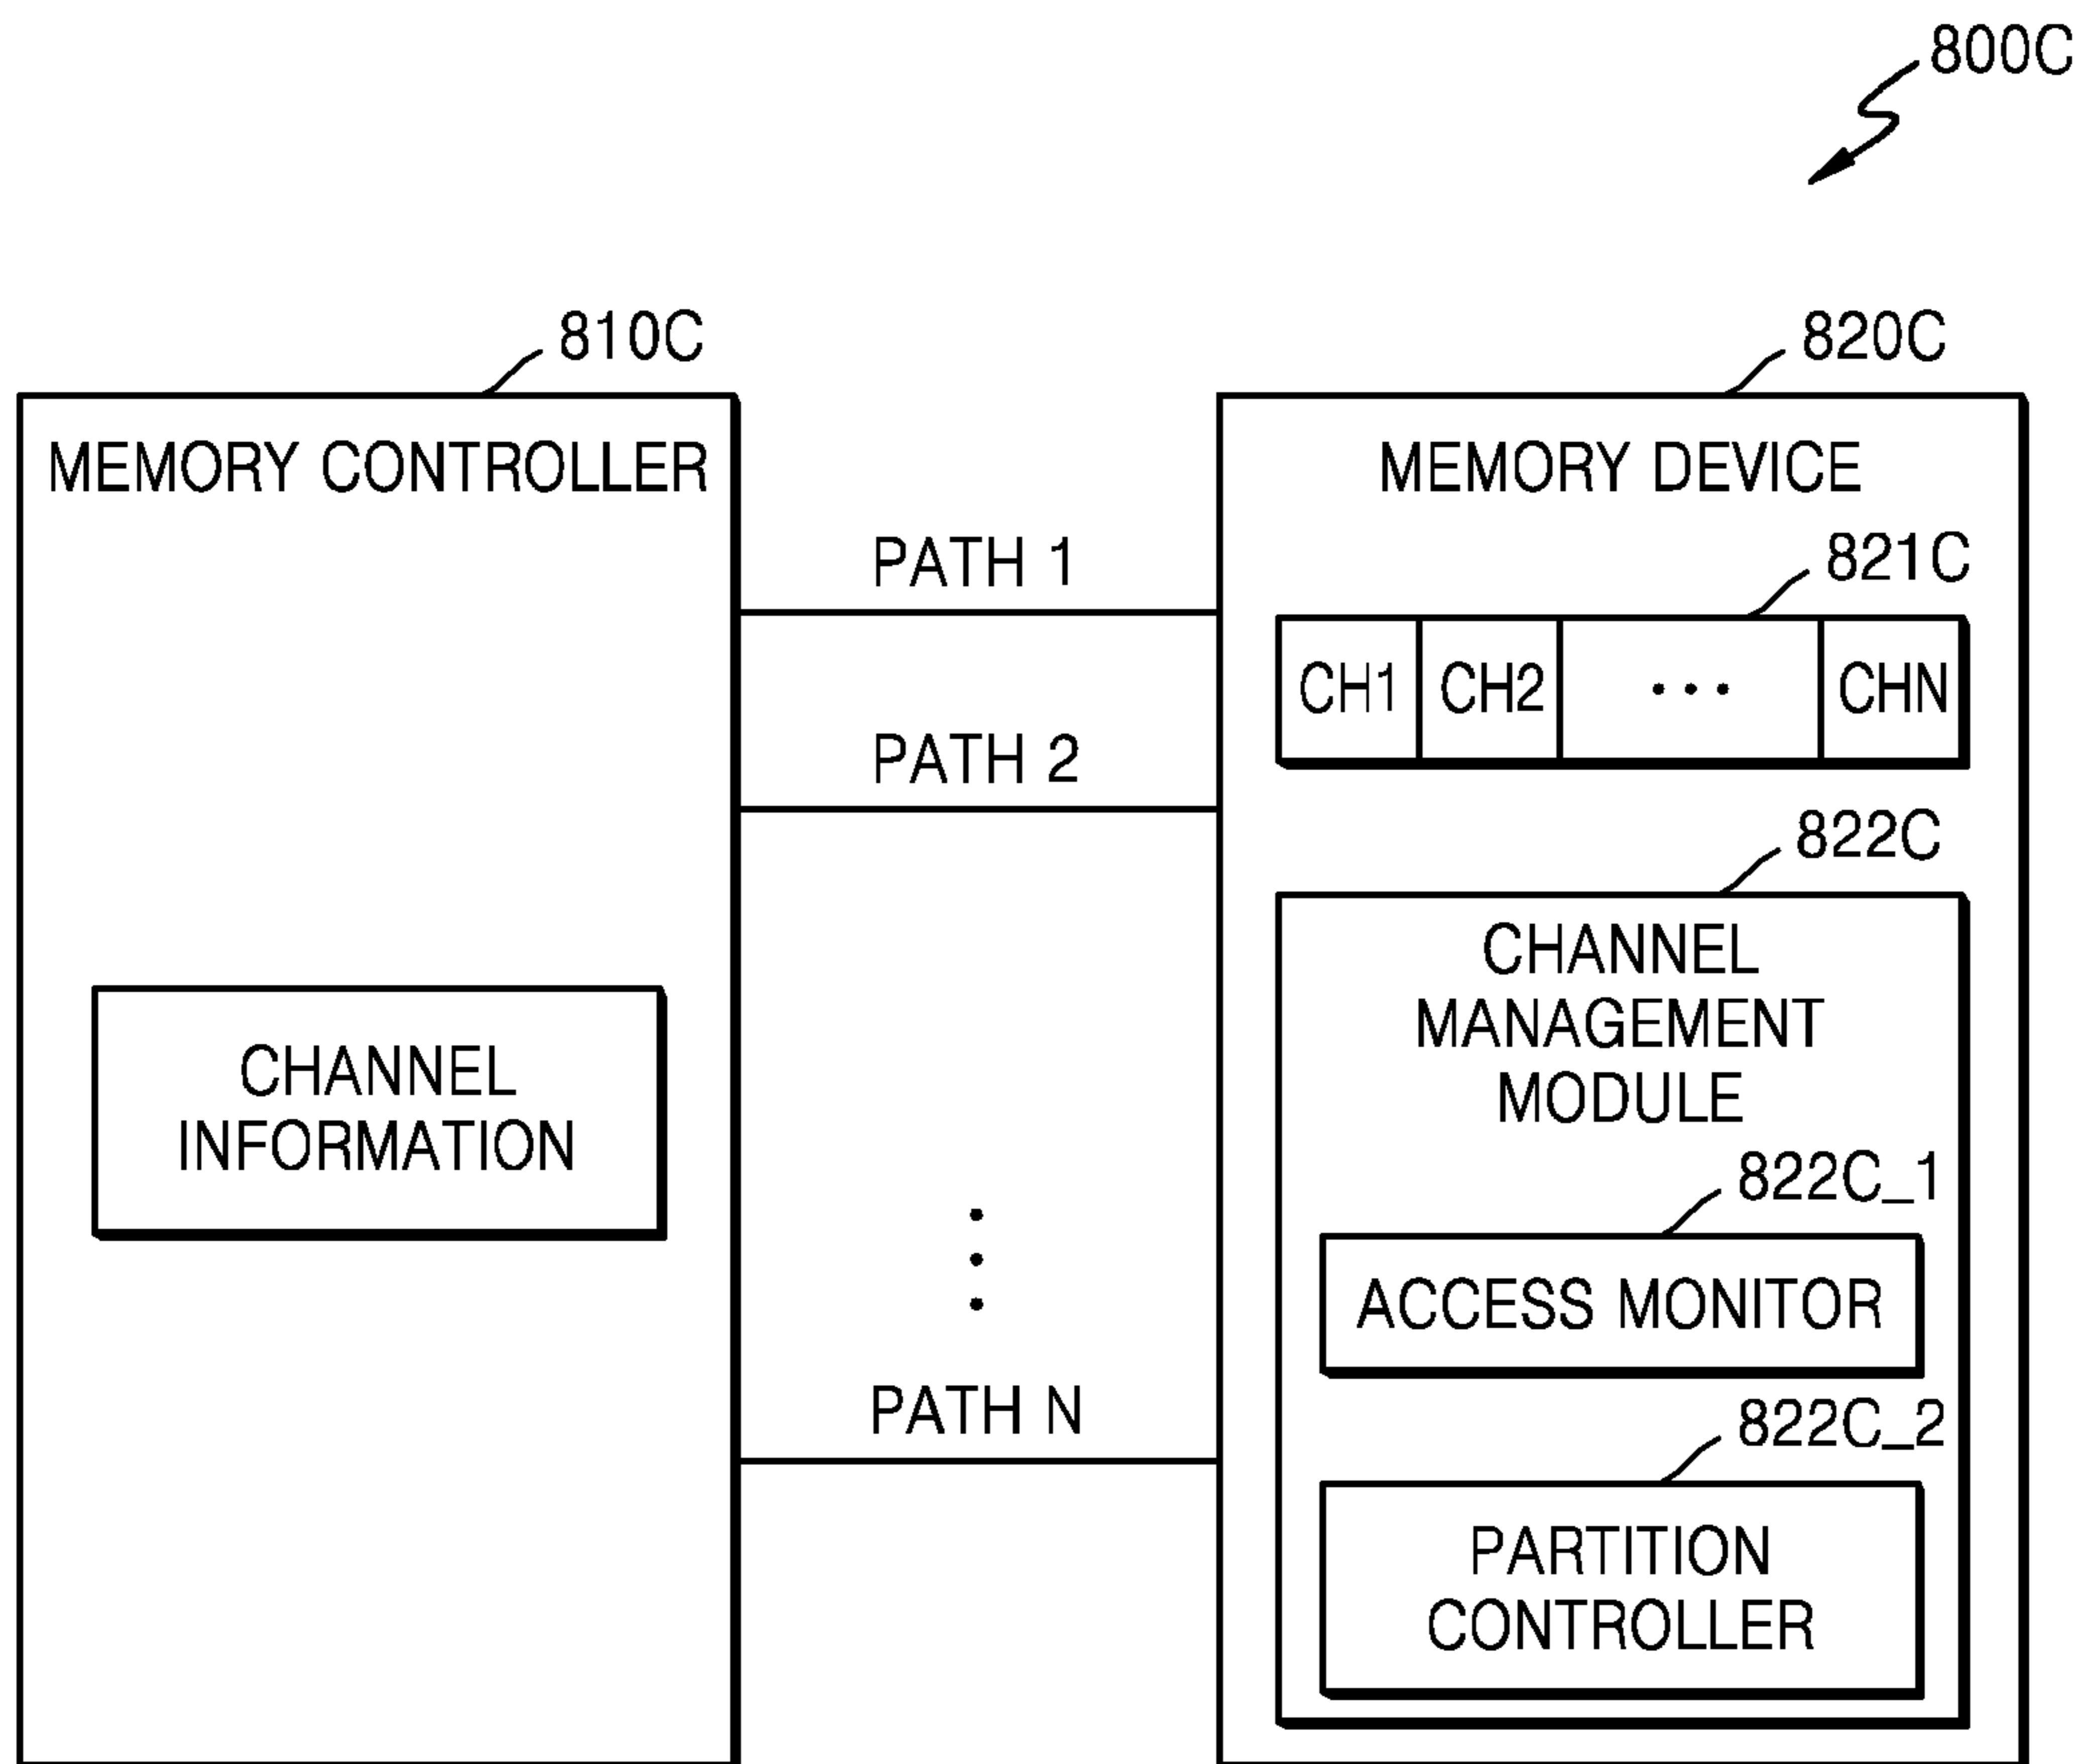 800C
810C
820C
MEMORY CONTROLLER
MEMORY DEVICE
PATH 1
821C
CH1 CH2 ... CHN
PATH 2
822C
CHANNEL
MANAGEMENT
MODULE
CHANNEL
INFORMATION
822C_1
ACCESS MONITOR
PATH N
822C_2
PARTITION
CONTROLLER